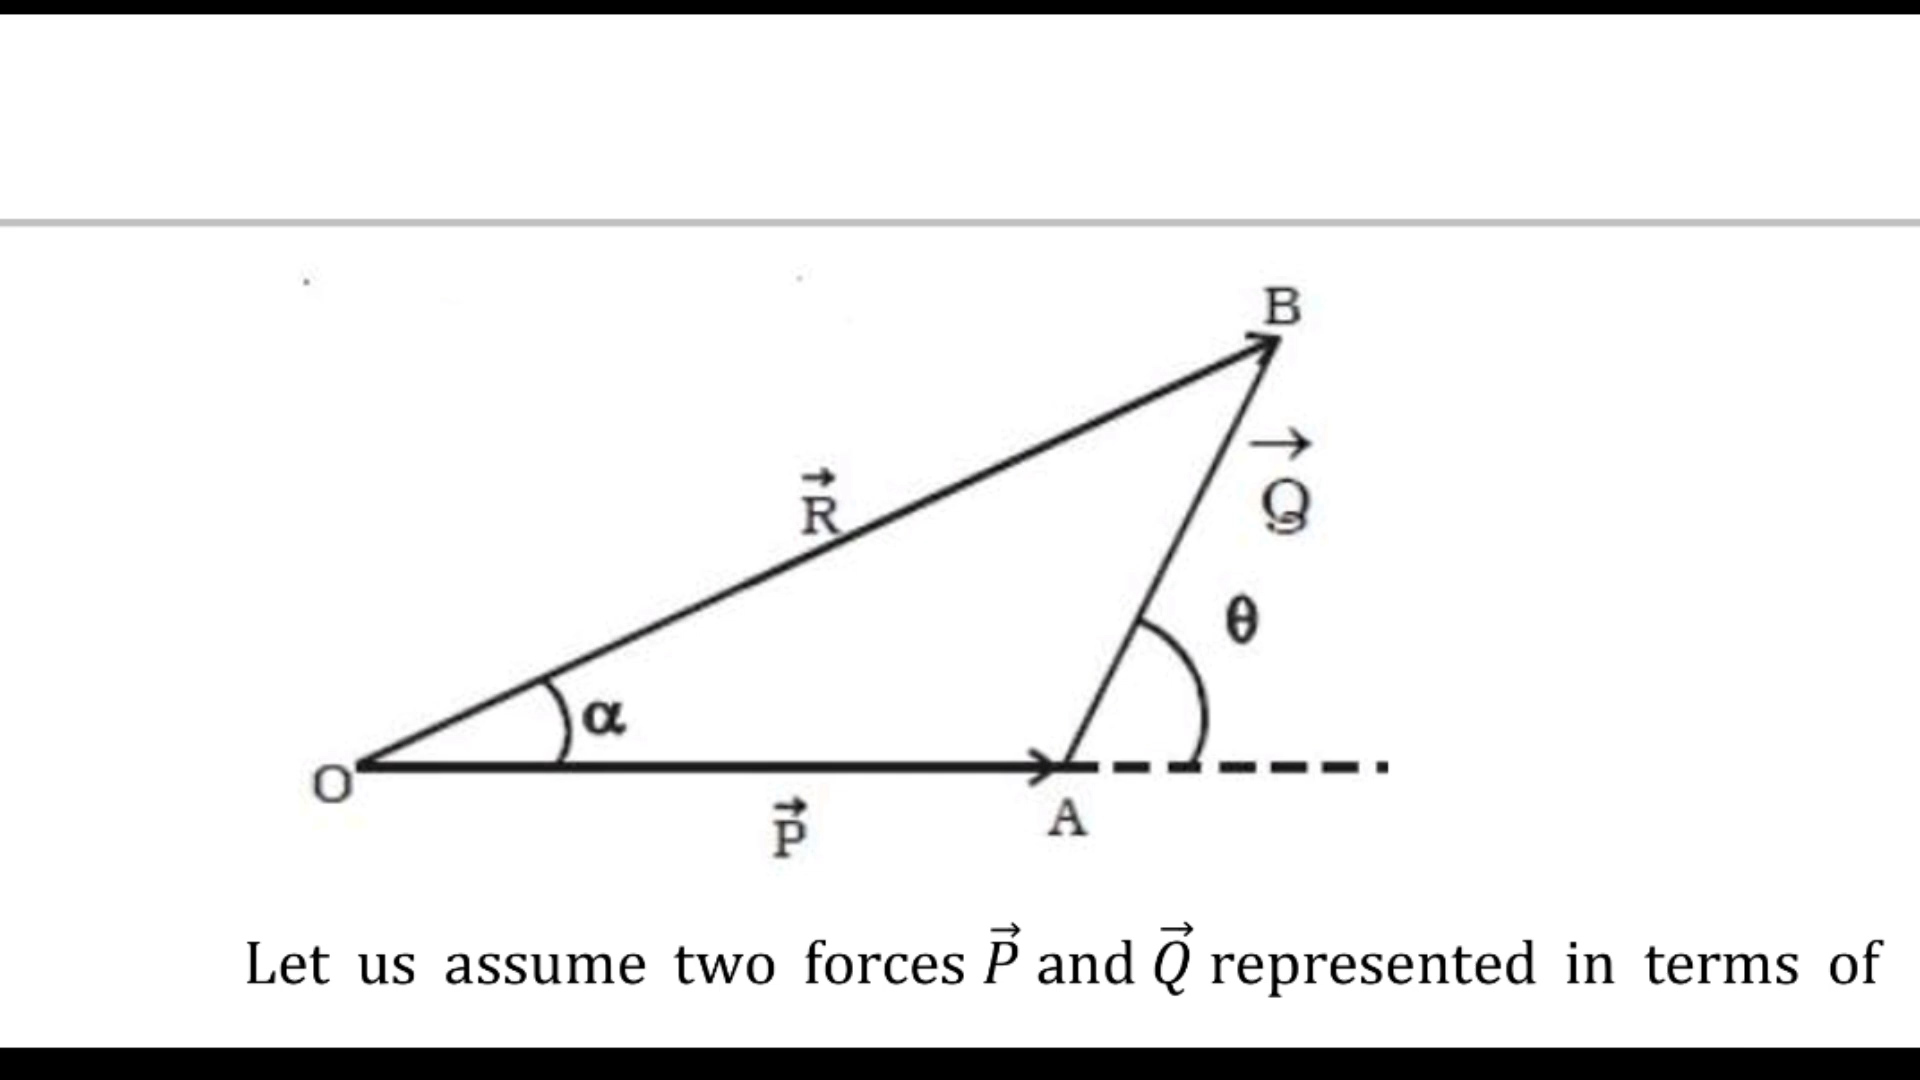 B
R⃗
Q⃗
θ
α
O
P⃗
A
Let us assume two forces P⃗ and Q⃗ represented in terms of